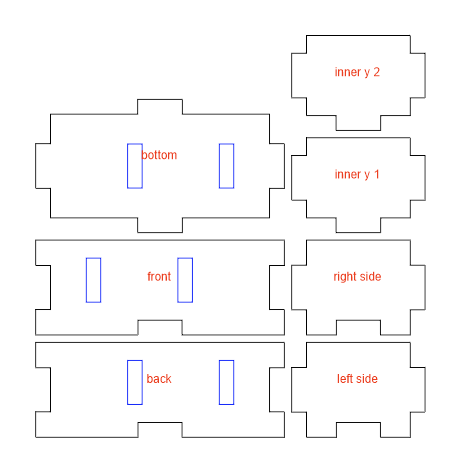 inner y 2
bottom
inner y 1
front
right side
back
left side